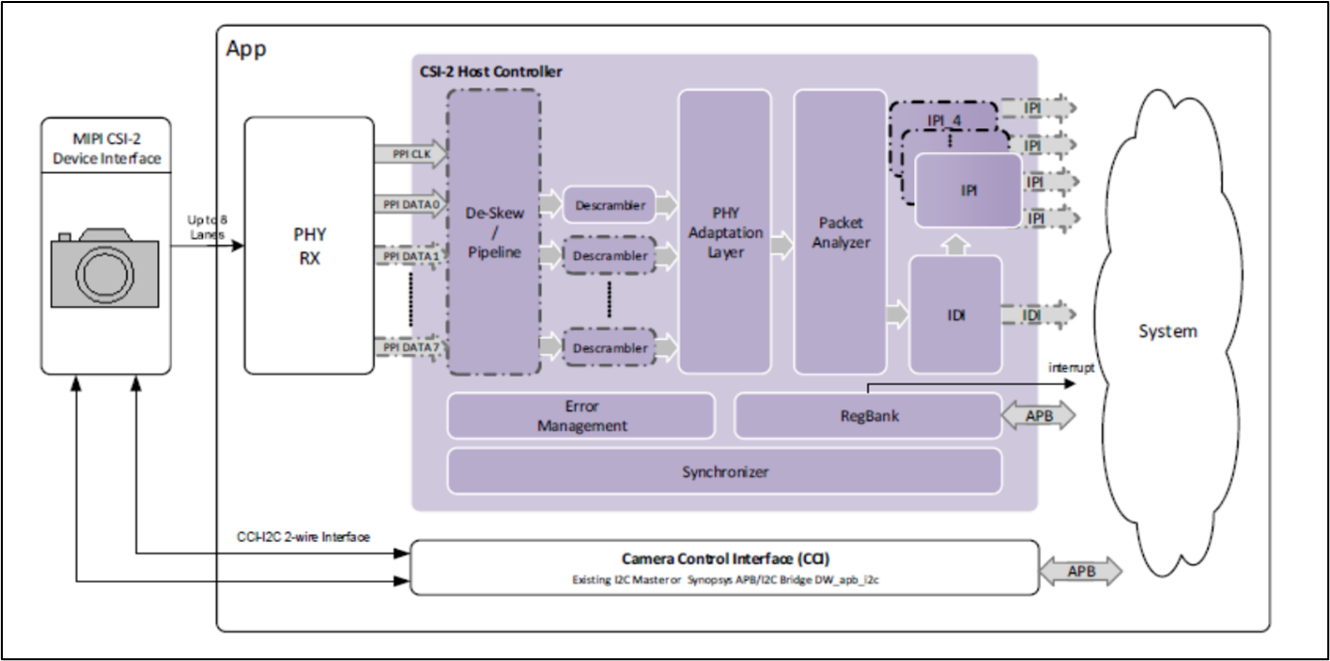 App
CSI-2 Host Controller
MIPI CSI-2
Device Interface
Up to 8
Lanes
PHY
RX
PPI CLK
PPI DATA 0
PPI DATA 1
PPI DATA 7
De-Skew
/
Pipeline
Descrambler
Descrambler
Descrambler
PHY
Adaptation
Layer
Packet
Analyzer
IPI_4
IPI
IPI
IPI
IPI
IPI
IDI
IDI
System
interrupt
Error
Management
RegBank
APB
Synchronizer
CCI-I2C 2-wire Interface
Camera Control Interface (CCI)
Existing I2C Master or Synopsys APB/I2C Bridge DW_apb_i2c
APB